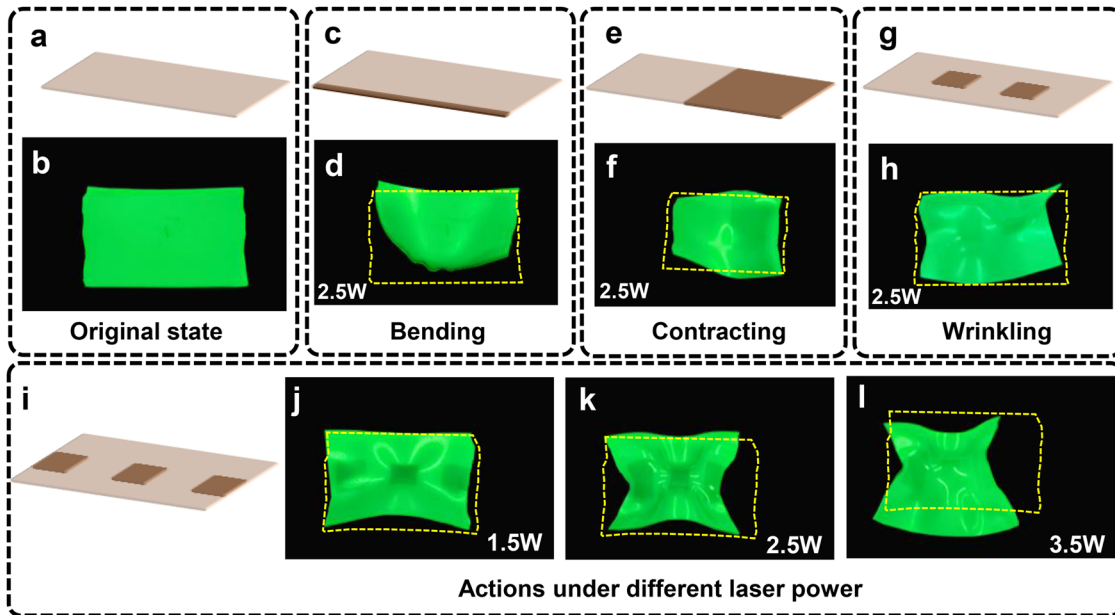 a
c
e
g
b
d
f
h
2.5W
2.5W
2.5W
Original state
Bending
Contracting
Wrinkling
i
j
k
l
1.5W
2.5W
3.5W
Actions under different laser power